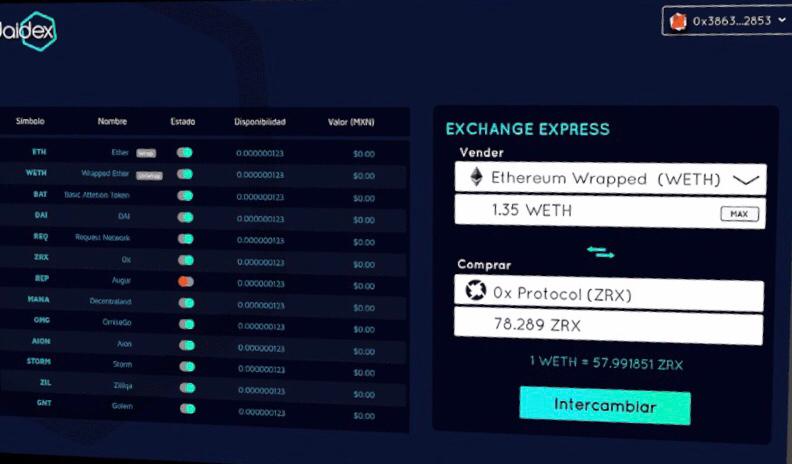 aidex
0x3863...2853
Símbolo Nombre Estado Disponibilidad Valor (MXN)
ETH Ether Wrap 0.000000123 $0.00
WETH Wrapped Ether Unwrap 0.000000123 $0.00
BAT Basic Attetion Token 0.000000123 $0.00
DAI DAI 0.000000123 $0.00
REQ Request Network 0.000000123 $0.00
ZRX 0x 0.000000123 $0.00
REP Augur 0.000000123 $0.00
MANA Decentraland 0.000000123 $0.00
OMG OmiseGo 0.000000123 $0.00
AION Aion 0.000000123 $0.00
STORM Storm 0.000000123 $0.00
ZIL Zilliqa 0.000000123 $0.00
GNT Golem 0.000000123 $0.00
EXCHANGE EXPRESS
Vender
Ethereum Wrapped (WETH)
1.35 WETH MAX
Comprar
0x Protocol (ZRX)
78.289 ZRX
1 WETH = 57.991851 ZRX
Intercambiar